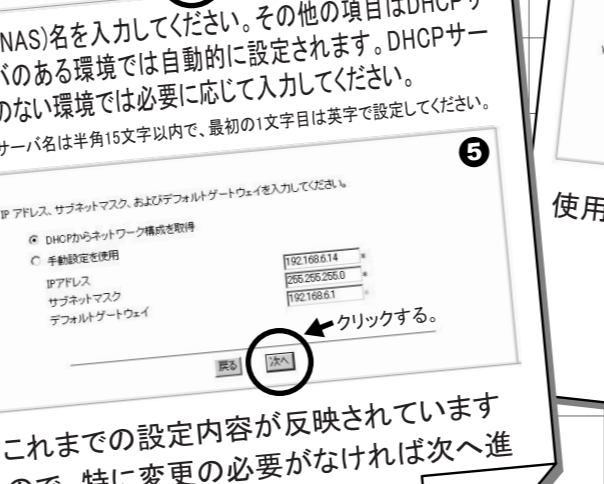 NAS)名を入力してください。その他の項目はDHCPサ
バのある環境では自動的に設定されます。DHCPサー
のない環境では必要に応じて入力してください。
サーバ名は半角15文字以内で、最初の1文字目は英字で設定してください。
5
IP アドレス、サブネットマスク、およびデフォルトゲートウェイを入力してください。
DHCPからネットワーク構成を取得
手動設定を使用
IPアドレス 192.168.6.14 *
サブネットマスク 255.255.255.0 *
デフォルトゲートウェイ 192.168.6.1 *
クリックする。
戻る 次へ
これまでの設定内容が反映されています
ので、特に変更の必要がなければ次へ進
使用